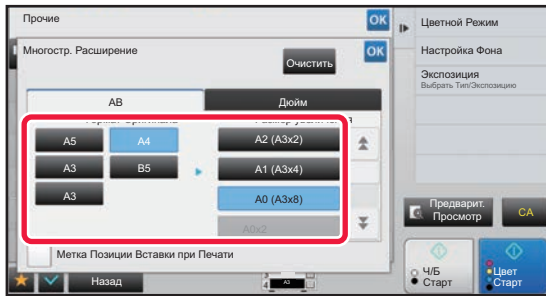 Прочие
OK
Многостр. Расширение
Очистить
OK
AB
Дюйм
A5
A4
A3
B5
A3
A2 (A3x2)
A1 (A3x4)
A0 (A3x8)
A0x2
Метка Позиции Вставки при Печати
Назад
A3
Цветной Режим
Настройка Фона
Экспозиция
Выбрать Тип/Экспозицию
Предварит.
Просмотр
CA
Ч/Б
Старт
Цвет
Старт